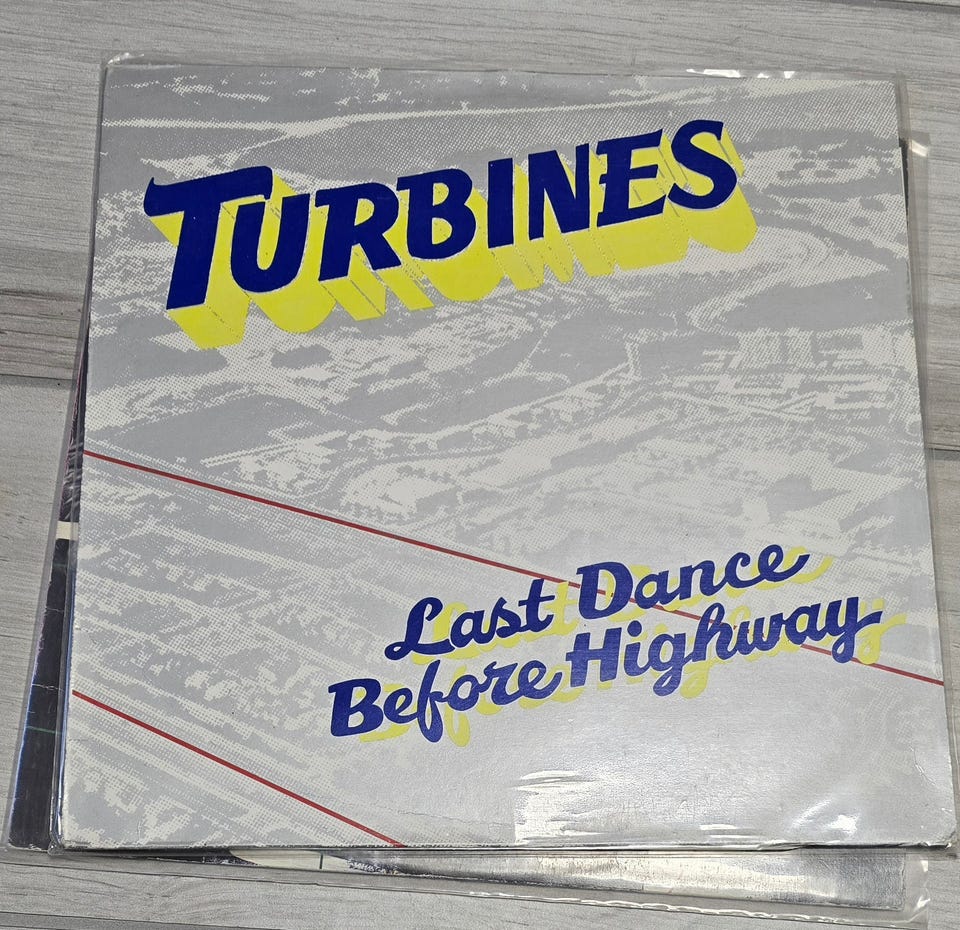 TURBINES
Last Dance
Before Highway